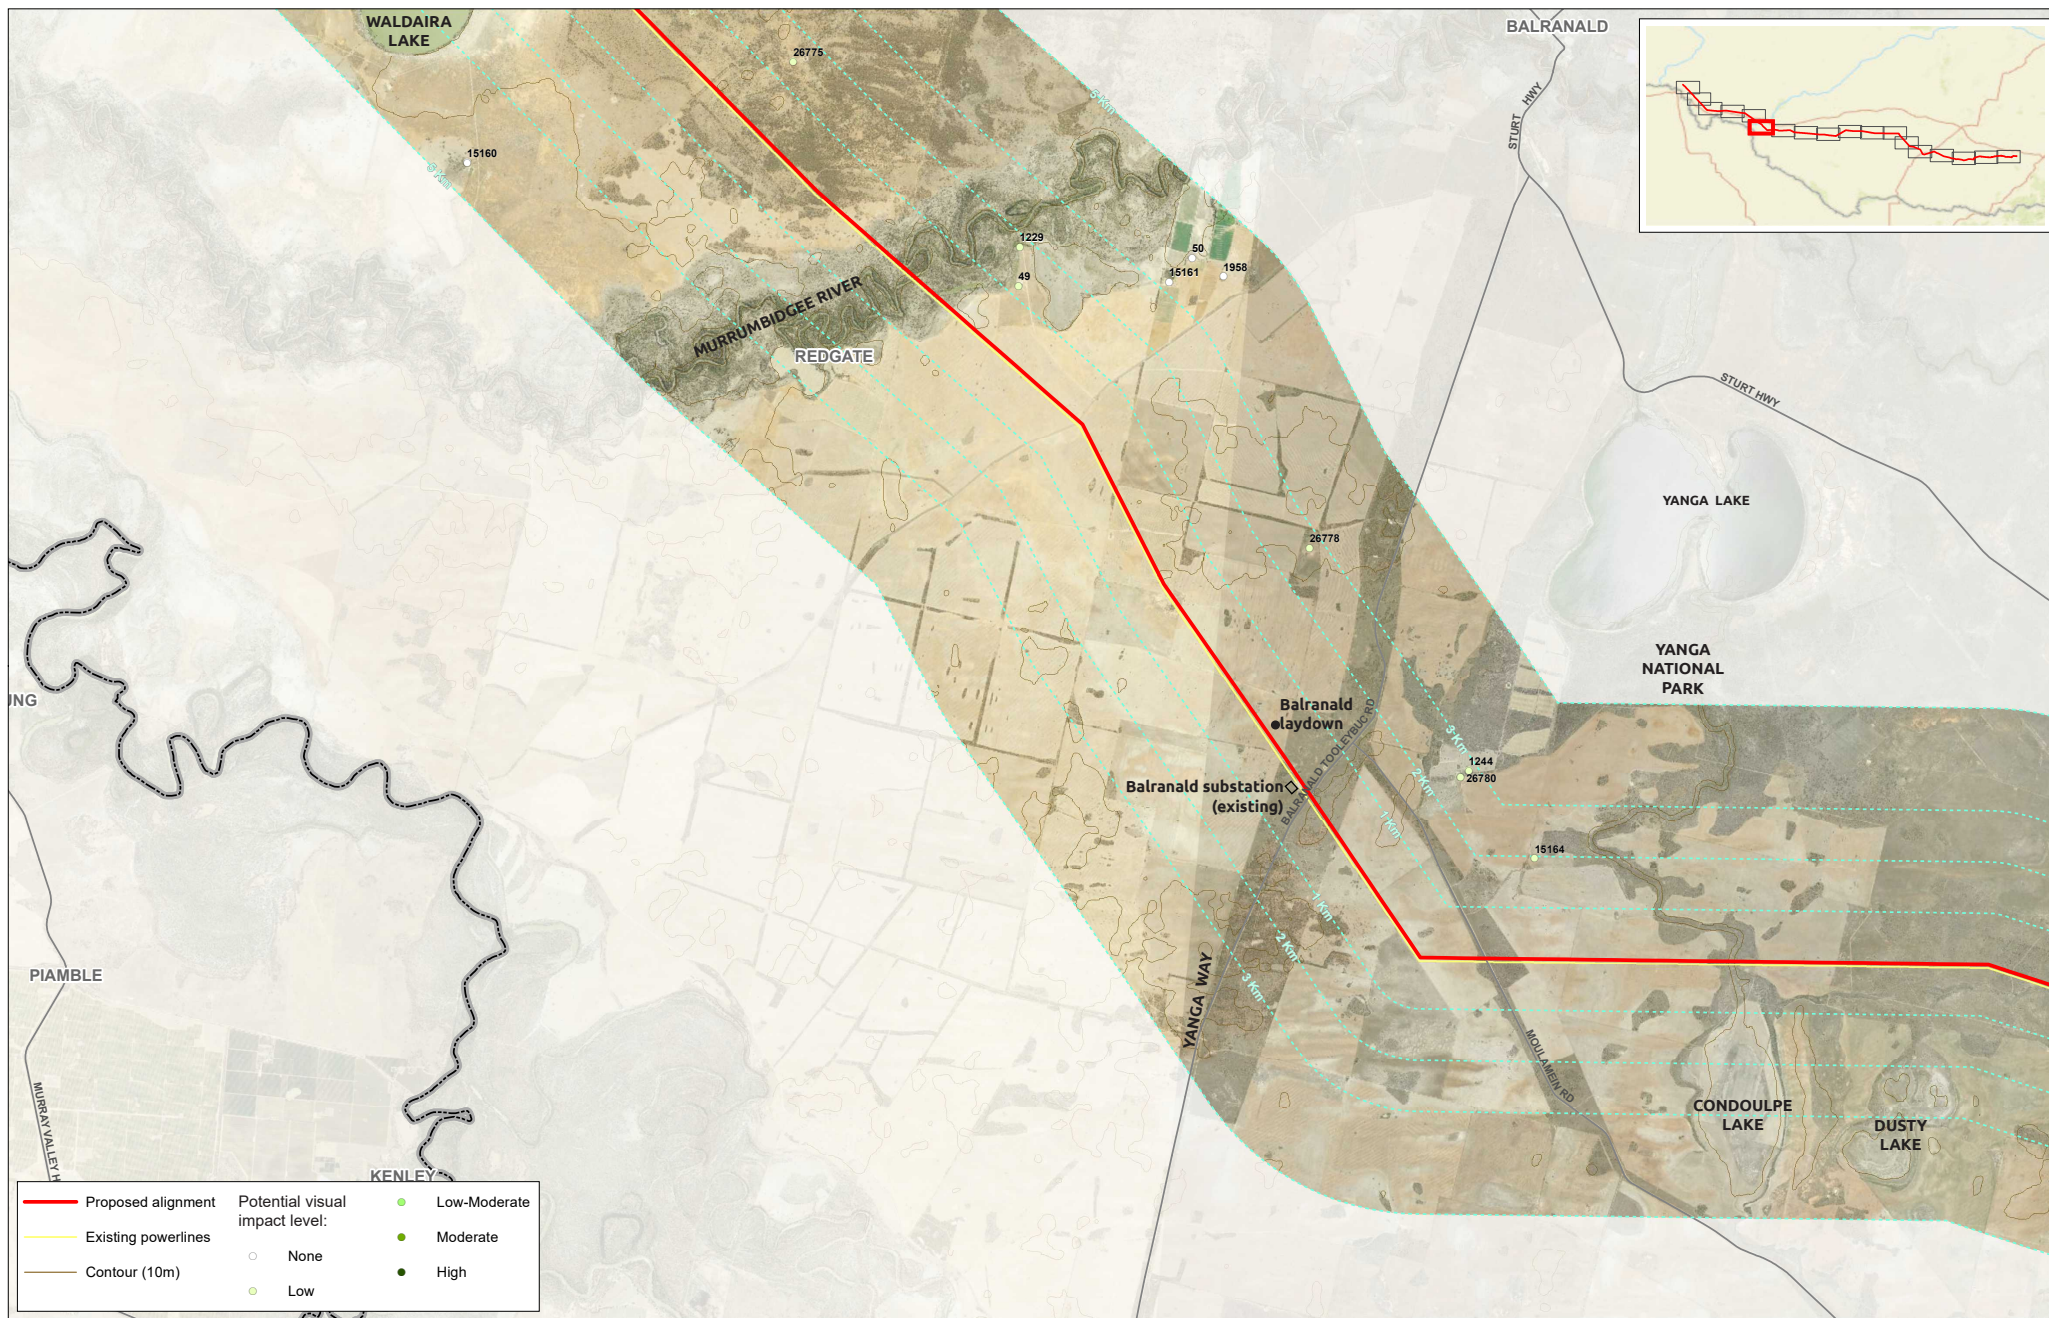 WALDAIRA
LAKE
BALRANALD
26775
5 Km
STURT HWY
15160
5 Km
1229
50
49
15161
1958
MURRUMBIDGEE RIVER
REDGATE
STURT HWY
YANGA LAKE
26778
YANGA
NATIONAL
PARK
JNG
Balranald
laydown
BALRANALD TOOLEYBUC RD
3 Km
1244
26780
2 Km
Balranald substation
(existing)
1 Km
15164
1 Km
2 Km
3 Km
YANGA WAY
PIAMBLE
MOULAMEIN RD
MURRAY VALLEY H
CONDOULPE
LAKE
DUSTY
LAKE
KENLEY
Proposed alignment
Existing powerlines
Contour (10m)
Potential visual
impact level:
None
Low
Low-Moderate
Moderate
High